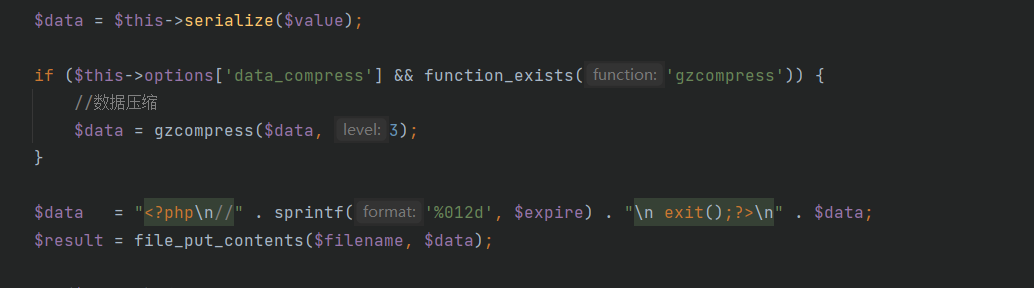 $data = $this->serialize($value);
if ($this->options['data_compress'] && function_exists( function: 'gzcompress')) {
//数据压缩
$data = gzcompress($data, level: 3);
}
$data   = "<?php\n//" . sprintf( format: '%012d', $expire) . "\n exit();?>\n" . $data;
$result = file_put_contents($filename, $data);